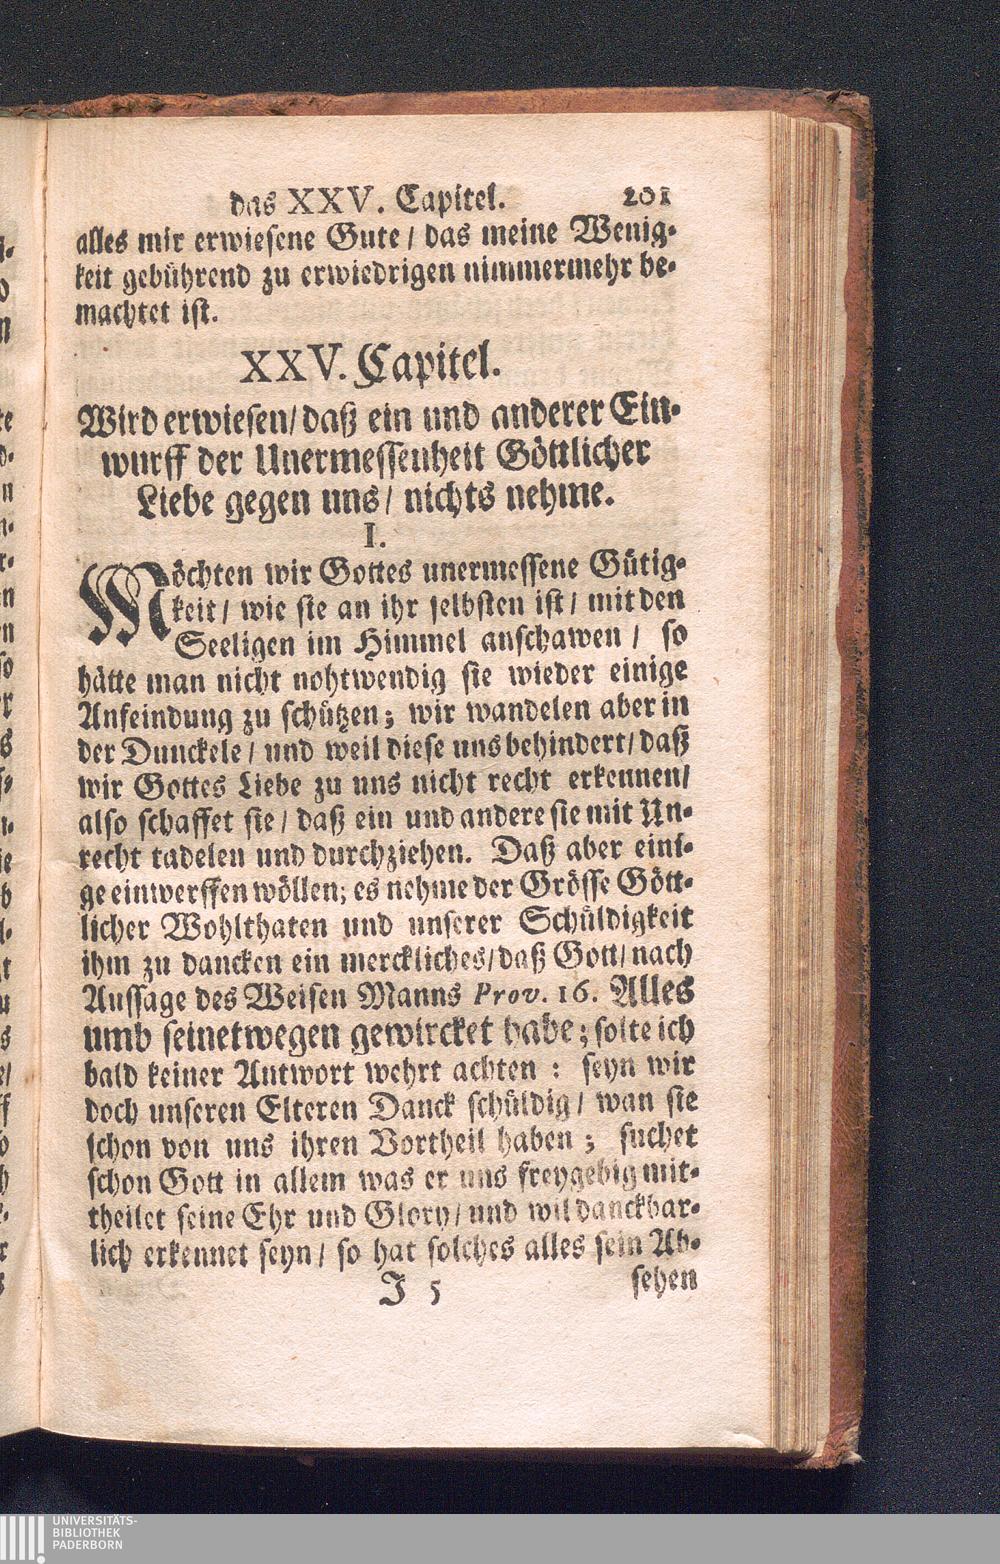 das XXV. Capitel. 201
alles mir erwiesene Gute / das meine Wenig-
keit gebührend zu erwiedrigen nimmermehr be-
machtet ist.
XXV. Capitel.
Wird erwiesen / daß ein und anderer Ein-
wurff der Unermessenheit Göttlicher
Liebe gegen uns / nichts nehme.
I.
Möchten wir Gottes unermessene Gütig-
keit / wie sie an ihr selbsten ist / mit den
Seeligen im Himmel anschawen / so
hätte man nicht nohtwendig sie wieder einige
Anfeindung zu schützen; wir wandelen aber in
der Dunckele / und weil diese uns behindert / daß
wir Gottes Liebe zu uns nicht recht erkennen /
also schaffet sie / daß ein und andere sie mit Un-
recht tadelen und durchziehen. Daß aber eini-
ge einwerffen wöllen; es nehme der Grösse Gött-
licher Wohlthaten und unserer Schüldigkeit
ihm zu dancken ein merckliches / daß Gott / nach
Aussage des Weisen Manns Prov. 16. Alles
umb seinetwegen gewircket habe; solte ich
bald keiner Antwort wehrt achten : seyn wir
doch unseren Elteren Danck schüldig / wan sie
schon von uns ihren Vortheil haben ; suchet
schon Gott in allem was er uns freygebig mit-
theilet seine Ehr und Glory / und wil danckbar-
lich erkennet seyn / so hat solches alles sein Ab-
J 5 sehen
UNIVERSITÄTS-
BIBLIOTHEK
PADERBORN